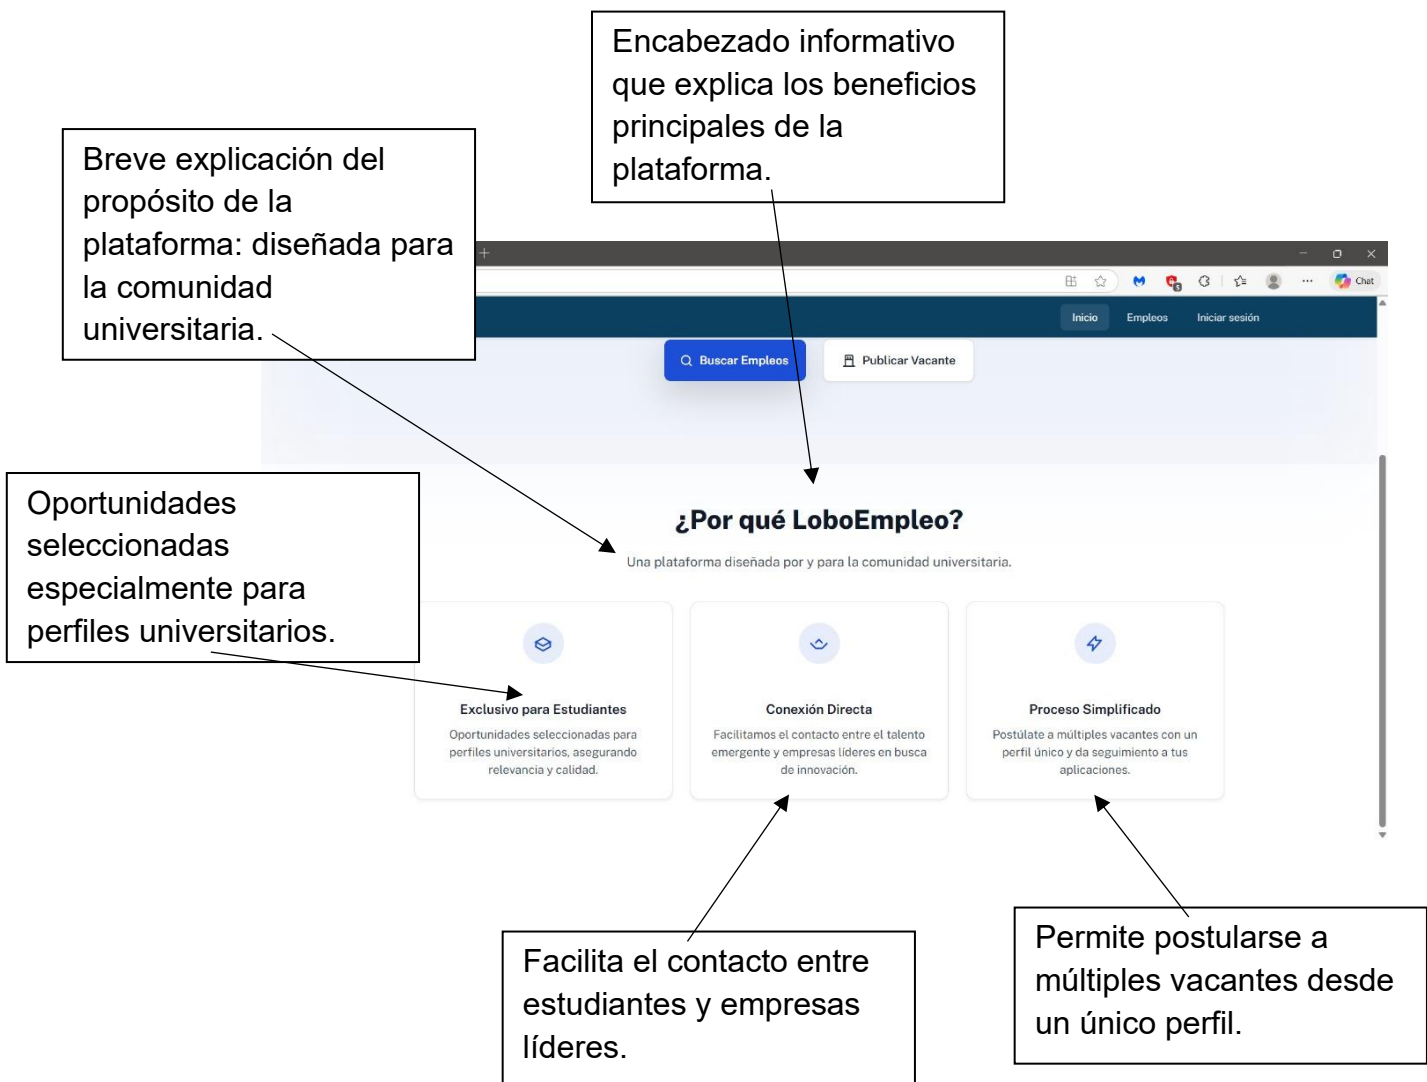 Encabezado informativo
que explica los beneficios
principales de la
plataforma.
Breve explicación del
propósito de la
plataforma: diseñada para
la comunidad
universitaria.
Chat
Inicio Empleos Iniciar sesión
Buscar Empleos Publicar Vacante
Oportunidades
seleccionadas
especialmente para
perfiles universitarios.
¿Por qué LoboEmpleo?
Una plataforma diseñada por y para la comunidad universitaria.
Exclusivo para Estudiantes
Oportunidades seleccionadas para
perfiles universitarios, asegurando
relevancia y calidad.
Conexión Directa
Facilitamos el contacto entre el talento
emergente y empresas líderes en busca
de innovación.
Proceso Simplificado
Postúlate a múltiples vacantes con un
perfil único y da seguimiento a tus
aplicaciones.
Facilita el contacto entre
estudiantes y empresas
líderes.
Permite postularse a
múltiples vacantes desde
un único perfil.